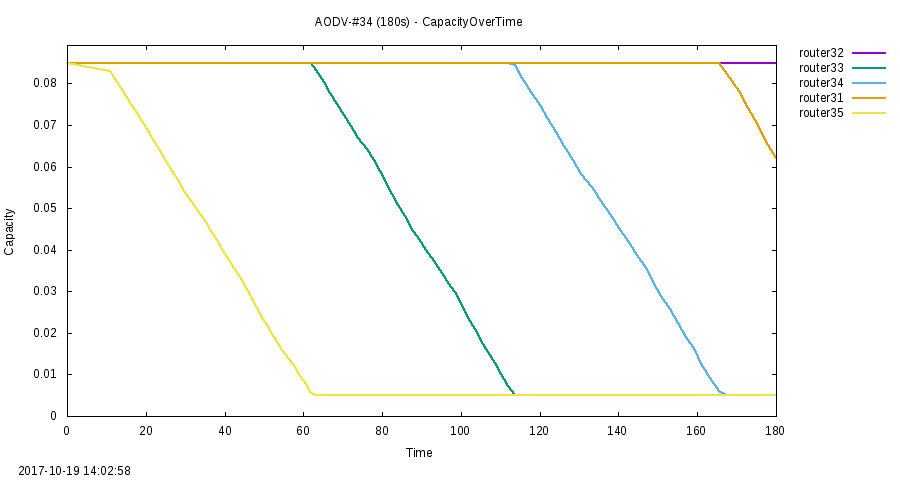 AODV-#34 (180s) - CapacityOverTime
router32
router33
router34
router31
router35
0.08
0.07
0.06
0.05
0.04
0.03
0.02
0.01
0
Capacity
0 20 40 60 80 100 120 140 160 180
Time
2017-10-19 14:02:58